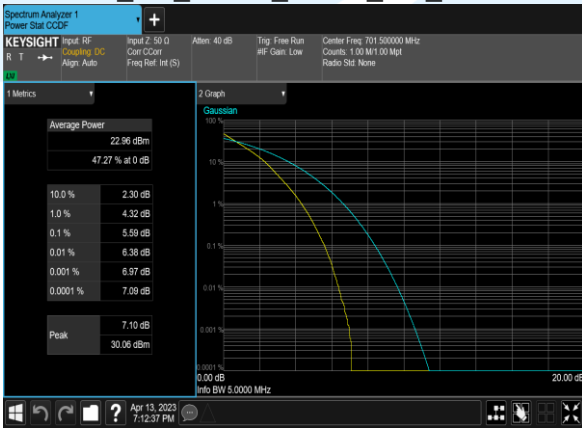 Spectrum Analyzer 1
Power Stat CCDF
+
KEYSIGHT
R T
LXI
Input: RF
Coupling: DC
Align: Auto
Input Z: 50 Ω
Corr CCorr
Freq Ref: Int (S)
Atten: 40 dB
Trig: Free Run
#IF Gain: Low
Center Freq: 701.500000 MHz
Counts: 1.00 M/1.00 Mpt
Radio Std: None
1 Metrics
Average Power
22.96 dBm
47.27 % at 0 dB
10.0 % 2.30 dB
1.0 % 4.32 dB
0.1 % 5.59 dB
0.01 % 6.38 dB
0.001 % 6.97 dB
0.0001 % 7.09 dB
Peak
7.10 dB
30.06 dBm
2 Graph
Gaussian
100 %
10 %
1 %
0.1 %
0.01 %
0.001 %
0.0001 %
0.00 dB 20.00 dB
Info BW 5.0000 MHz
? Apr 13, 2023
7:12:37 PM